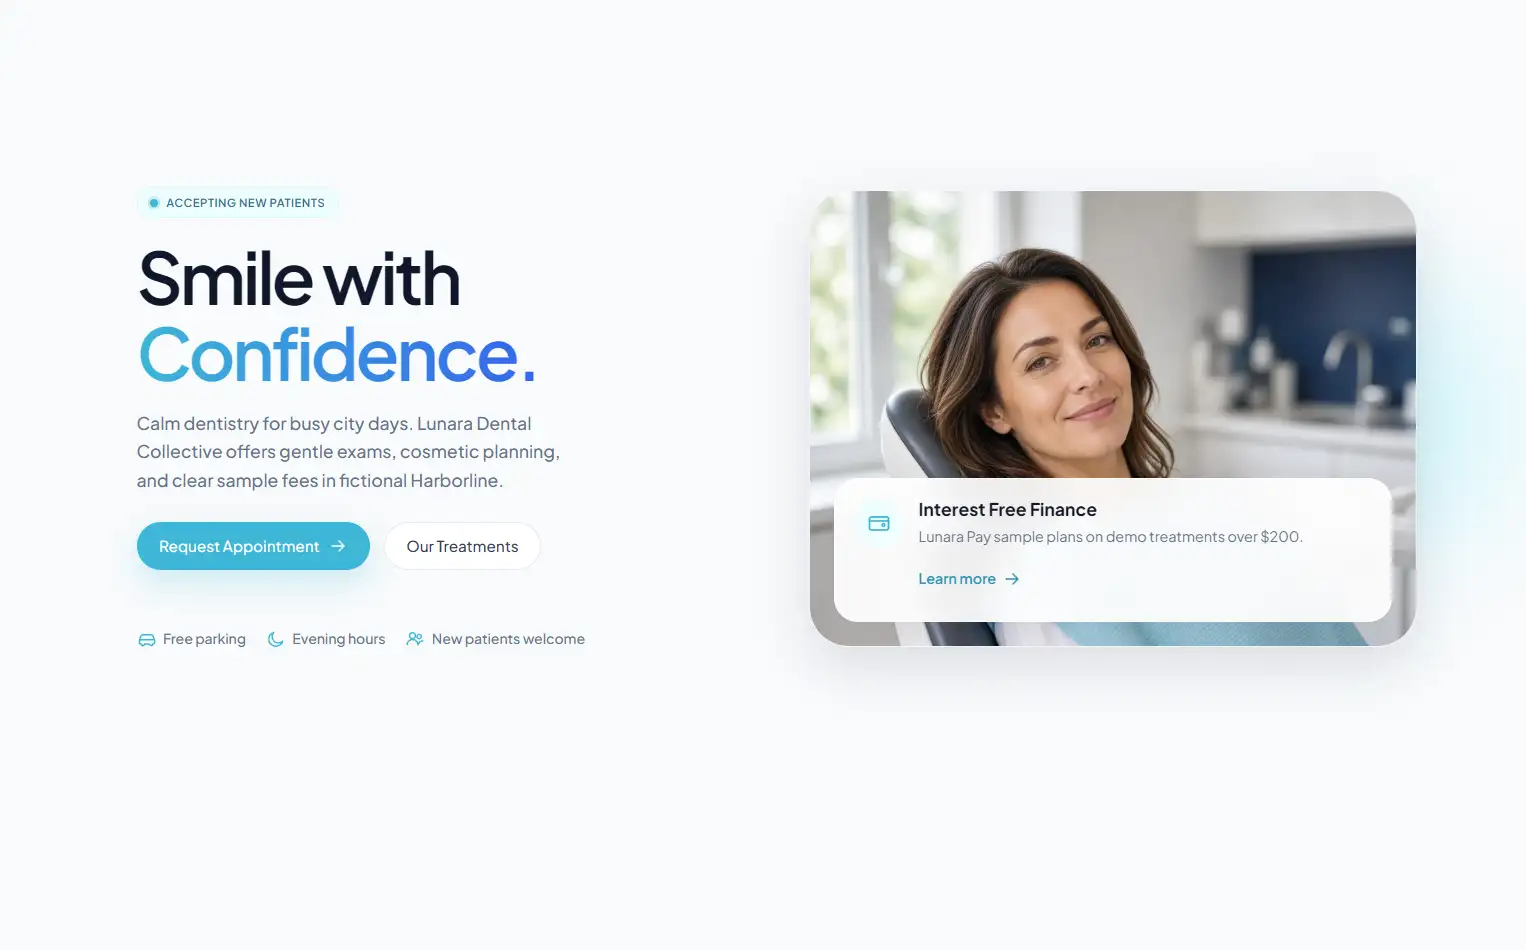 ACCEPTING NEW PATIENTS
Smile with
Confidence.
Calm dentistry for busy city days. Lunara Dental
Collective offers gentle exams, cosmetic planning,
and clear sample fees in fictional Harborline.
Request Appointment
Our Treatments
Free parking
Evening hours
New patients welcome
Interest Free Finance
Lunara Pay sample plans on demo treatments over $200.
Learn more